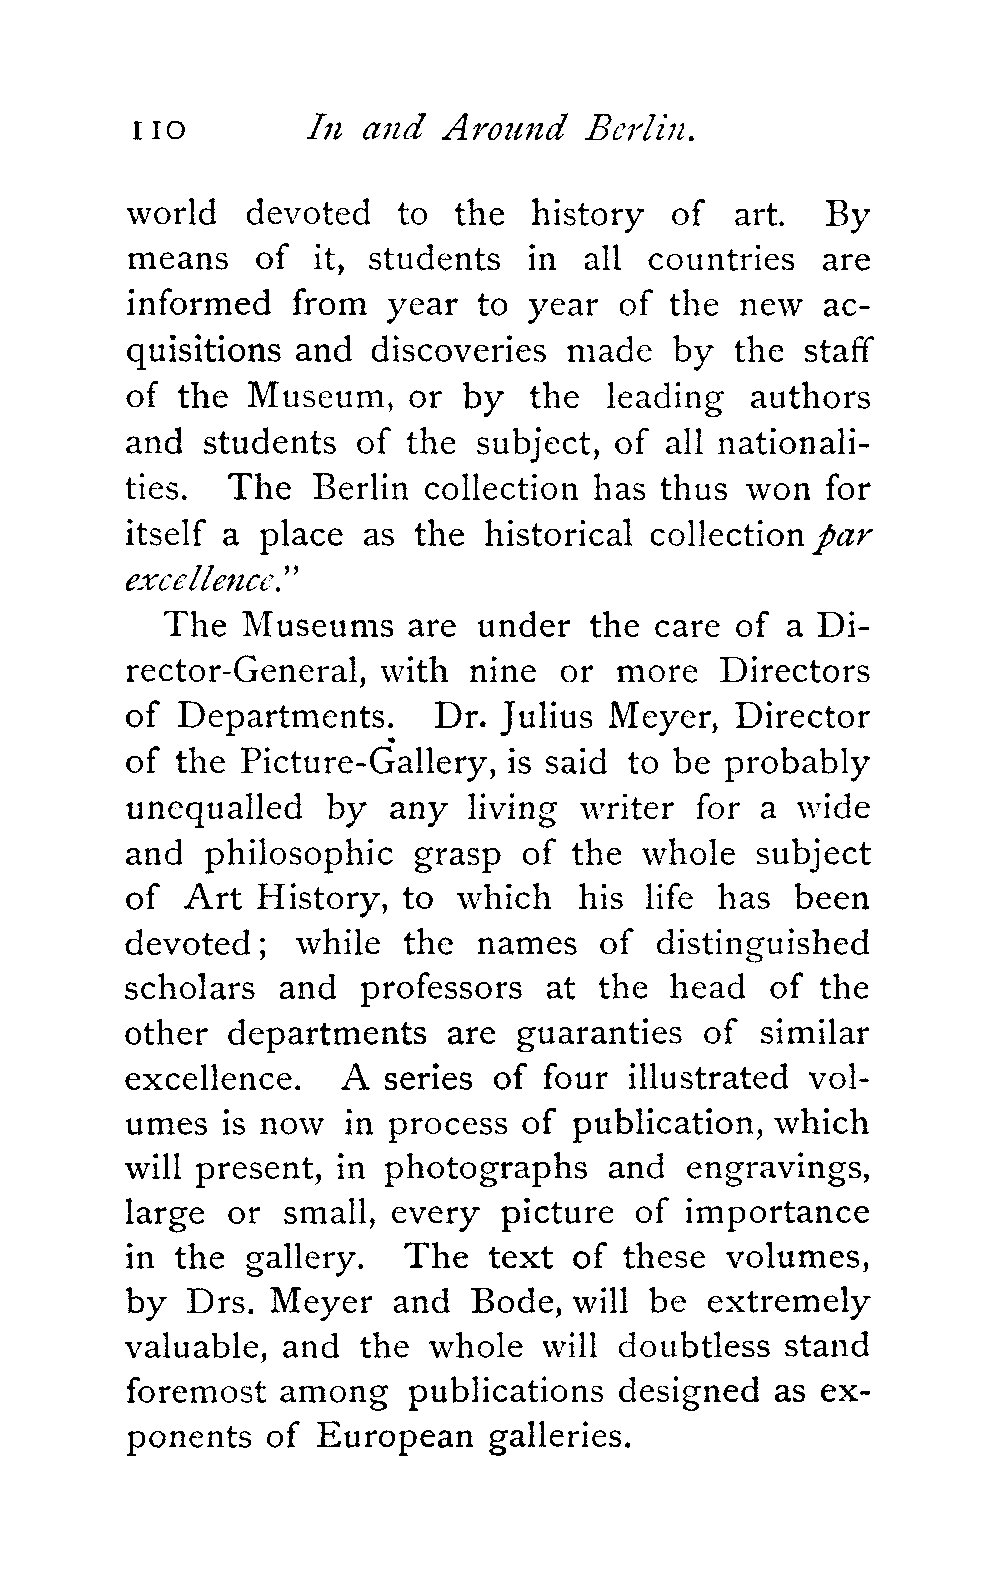 110 In and Around Berlin.
world devoted to the history of art. By
means of it, students in all countries are
informed from year to year of the new ac-
quisitions and discoveries made by the staff
of the Museum, or by the leading authors
and students of the subject, of all nationali-
ties. The Berlin collection has thus won for
itself a place as the historical collection par
excellence."
The Museums are under the care of a Di-
rector-General, with nine or more Directors
of Departments. Dr. Julius Meyer, Director
of the Picture-Gallery, is said to be probably
unequalled by any living writer for a wide
and philosophic grasp of the whole subject
of Art History, to which his life has been
devoted; while the names of distinguished
scholars and professors at the head of the
other departments are guaranties of similar
excellence. A series of four illustrated vol-
umes is now in process of publication, which
will present, in photographs and engravings,
large or small, every picture of importance
in the gallery. The text of these volumes,
by Drs. Meyer and Bode, will be extremely
valuable, and the whole will doubtless stand
foremost among publications designed as ex-
ponents of European galleries.